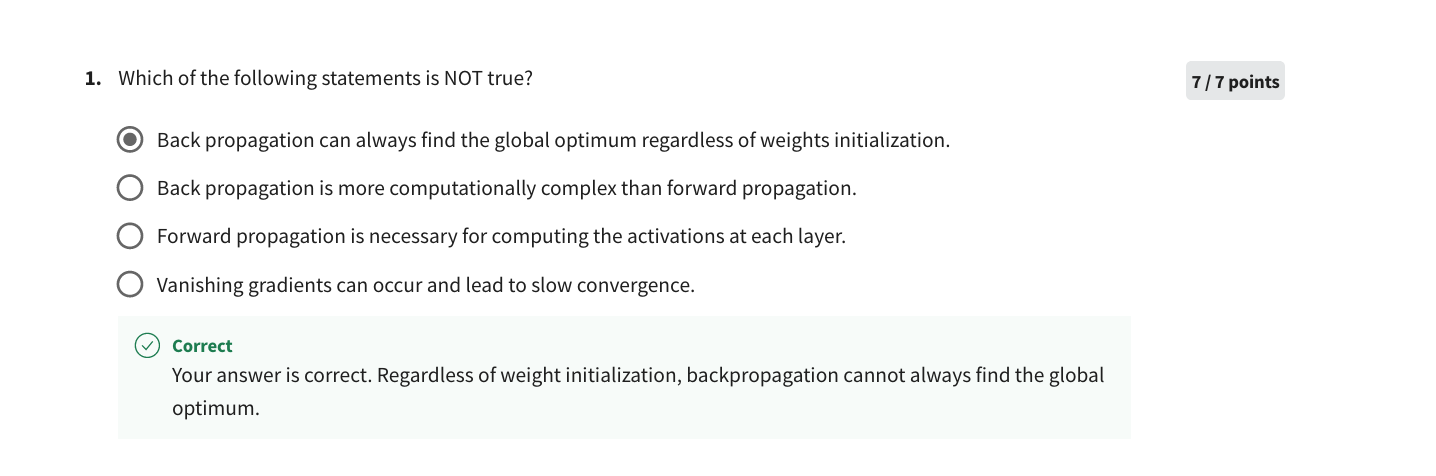 1. Which of the following statements is NOT true?
7 / 7 points
Back propagation can always find the global optimum regardless of weights initialization.
Back propagation is more computationally complex than forward propagation.
Forward propagation is necessary for computing the activations at each layer.
Vanishing gradients can occur and lead to slow convergence.
Correct
Your answer is correct. Regardless of weight initialization, backpropagation cannot always find the global
optimum.